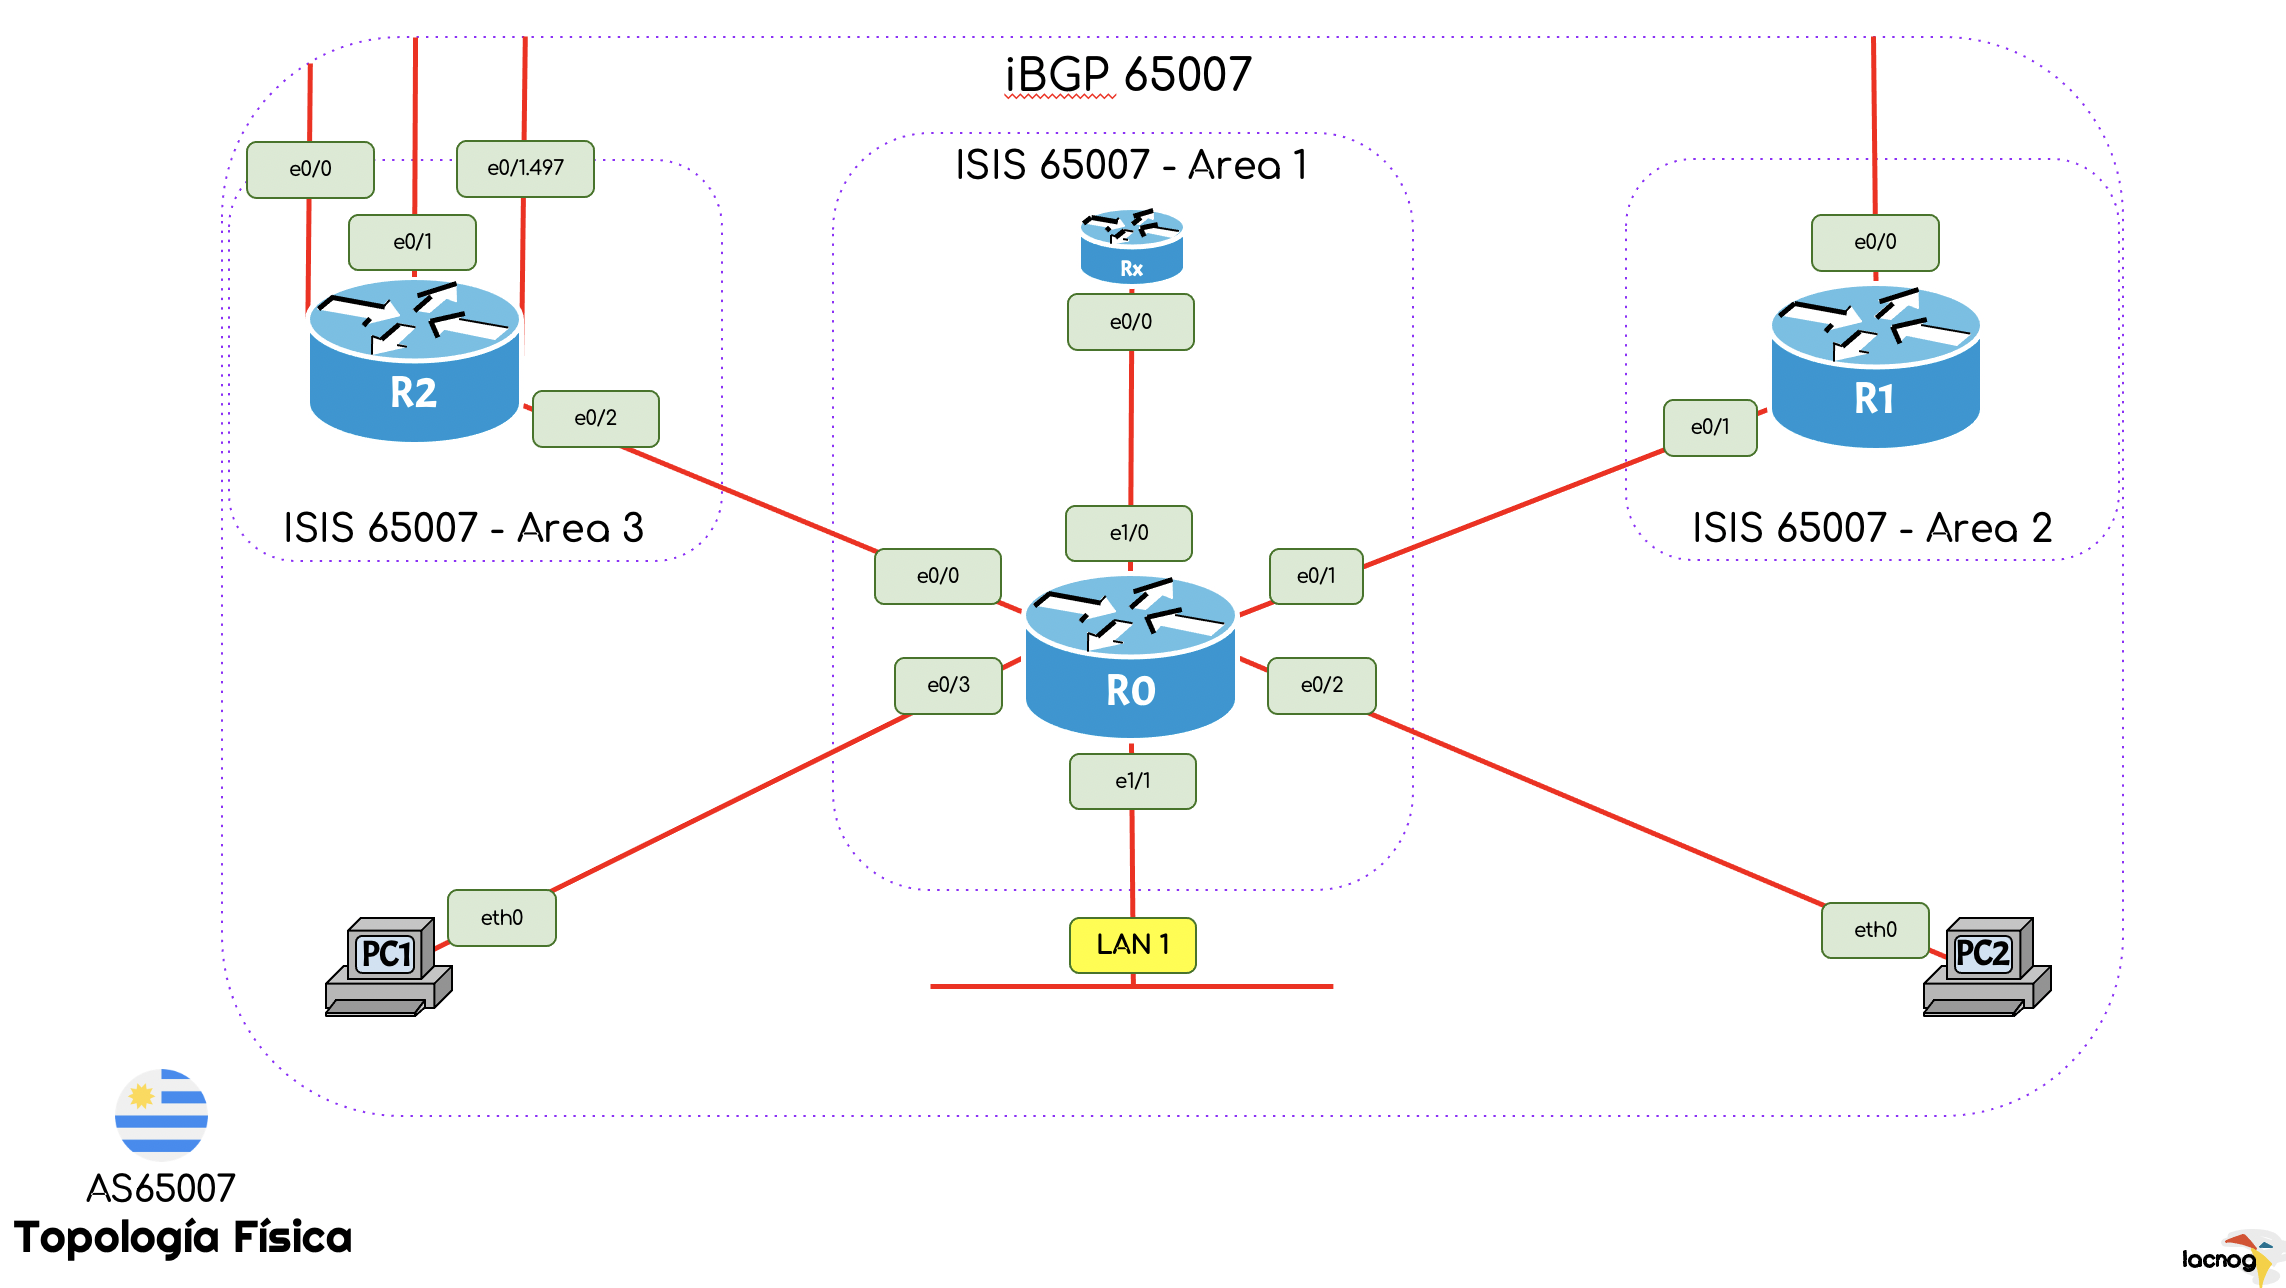 iBGP 65007
ISIS 65007 - Area 1
e0/0
e0/1.497
e0/1
R2
e0/2
ISIS 65007 - Area 3
Rx
e0/0
e0/0
R1
e0/1
ISIS 65007 - Area 2
e1/0
e0/0
e0/1
R0
e0/3
e0/2
e1/1
eth0
PC1
LAN 1
eth0
PC2
AS65007
Topología Física
lacnog